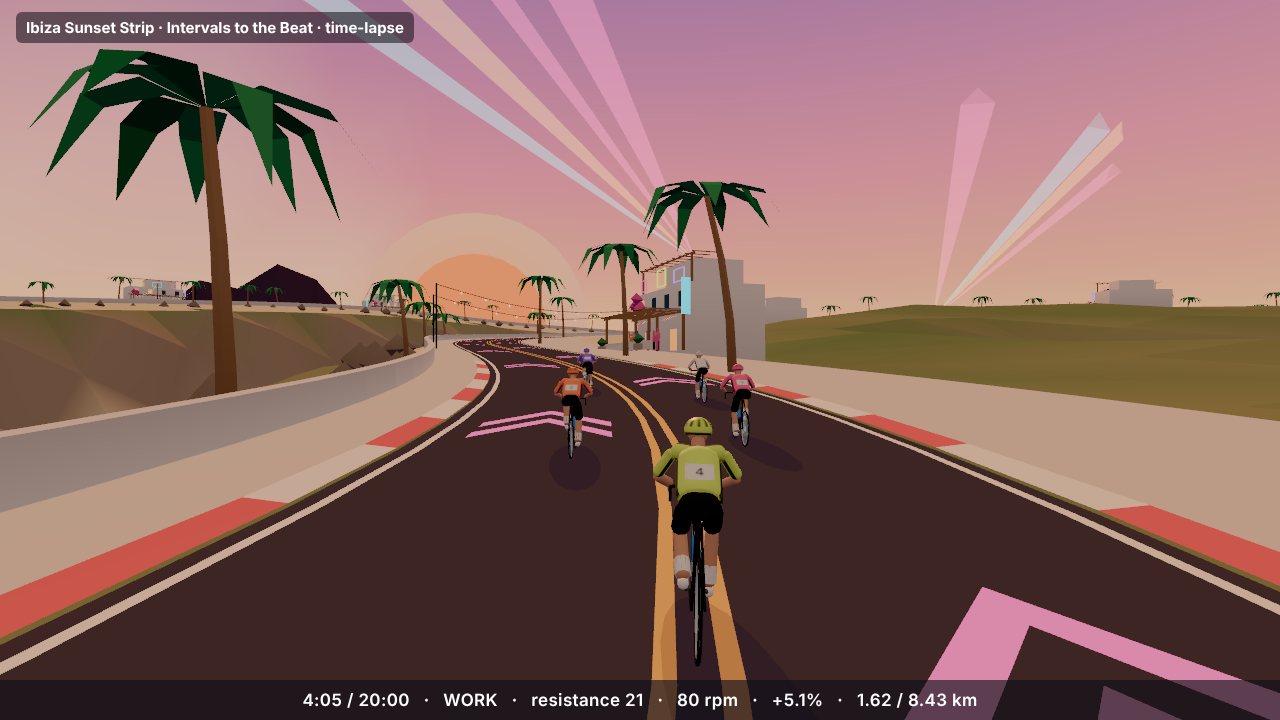 Ibiza Sunset Strip · Intervals to the Beat · time-lapse
4
4:05 / 20:00 · WORK · resistance 21 · 80 rpm · +5.1% · 1.62 / 8.43 km